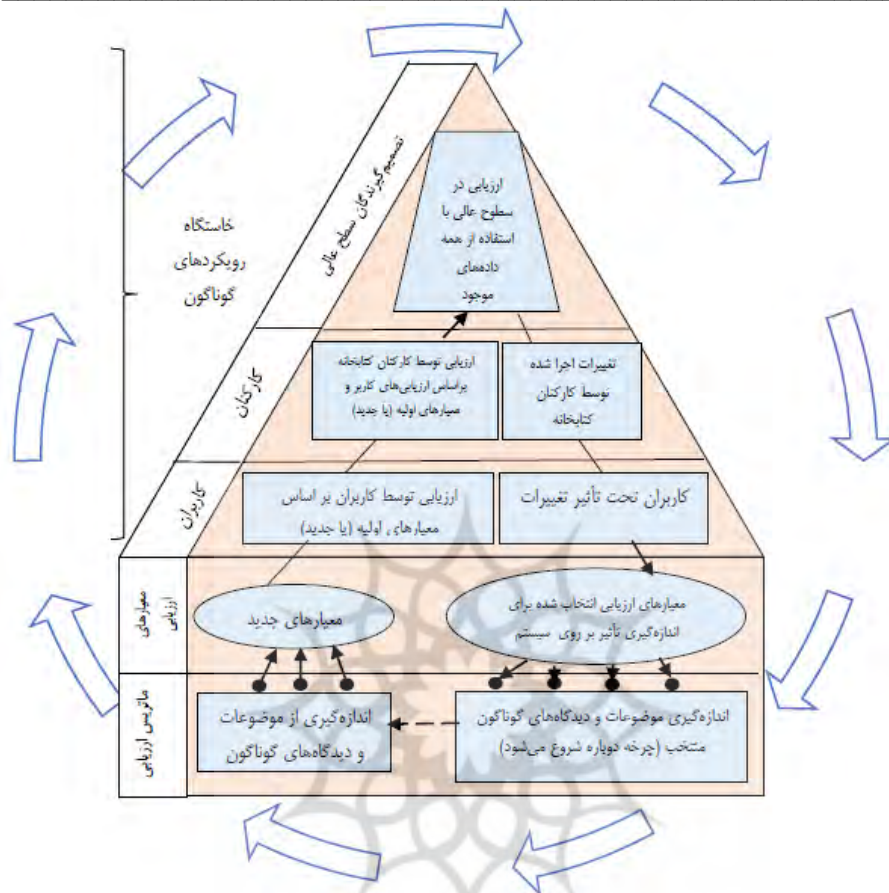 تصمیم‌گیرندگان سطح عالی
ارزیابی در
سطوح عالی با
استفاده از همه
داده‌های
موجود
خاستگاه
رویکردهای
گوناگون
کارکنان
ارزیابی توسط کارکنان کتابخانه
براساس ارزیابی‌های کاربر و
معیارهای اولیه (یا جدید)
تغییرات اجرا شده
توسط کارکنان
کتابخانه
کاربران
ارزیابی توسط کاربران بر اساس
معیارهای اولیه (یا جدید)
کاربران تحت تأثیر تغییرات
معیارهای
ارزیابی
معیارهای جدید
معیارهای ارزیابی انتخاب شده برای
اندازه‌گیری تأثیر بر روی سیستم
ماتریس ارزیابی
اندازه‌گیری از موضوعات
و دیدگاه‌های گوناگون
اندازه‌گیری موضوعات و دیدگاه‌های گوناگون
منتخب (چرخه دوباره شروع می‌شود)